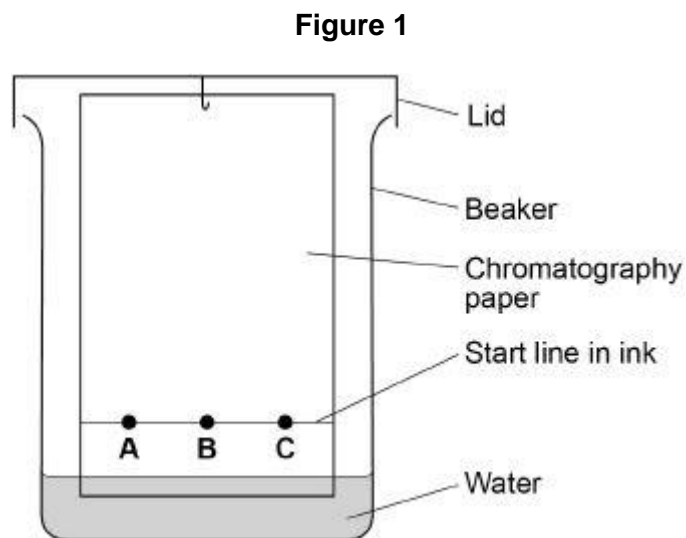 Figure 1
Lid
Beaker
Chromatography
paper
Start line in ink
A B C
Water